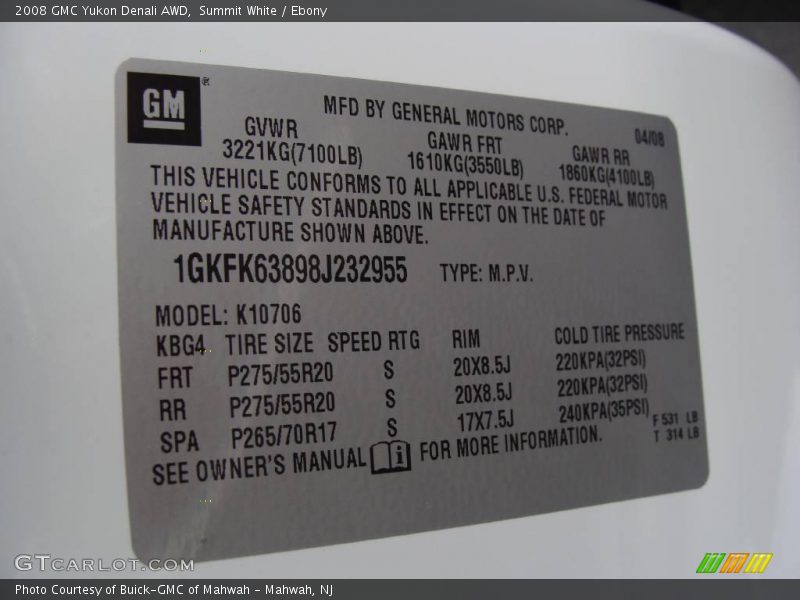 2008 GMC Yukon Denali AWD, Summit White / Ebony
GM®
MFD BY GENERAL MOTORS CORP. 04/08
GVWR GAWR FRT GAWR RR
3221KG(7100LB) 1610KG(3550LB) 1860KG(4100LB)
THIS VEHICLE CONFORMS TO ALL APPLICABLE U.S. FEDERAL MOTOR
VEHICLE SAFETY STANDARDS IN EFFECT ON THE DATE OF
MANUFACTURE SHOWN ABOVE.
1GKFK63898J232955 TYPE: M.P.V.
MODEL: K10706
KBG4 TIRE SIZE SPEED RTG RIM COLD TIRE PRESSURE
FRT P275/55R20 S 20X8.5J 220KPA(32PSI)
RR P275/55R20 S 20X8.5J 220KPA(32PSI)
SPA P265/70R17 S 17X7.5J 240KPA(35PSI)
F 531 LB
T 314 LB
SEE OWNER'S MANUAL i FOR MORE INFORMATION.
GTCARLOT.COM
Photo Courtesy of Buick-GMC of Mahwah - Mahwah, NJ